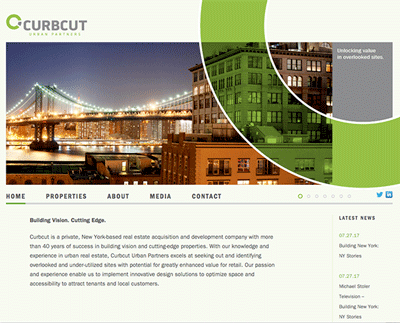 CURBCUT
URBAN PARTNERS
Unlocking value
in overlooked sites.
HOME PROPERTIES ABOUT MEDIA CONTACT
Building Vision. Cutting Edge.
Curbcut is a private, New York-based real estate acquisition and development company with more
than 40 years of success in building vision and cutting-edge properties. With our knowledge and
experience in urban real estate, Curbcut Urban Partners excels at seeking out and identifying
overlooked and under-utilized sites with potential for greatly enhanced value for retail. Our passion
and experience enable us to implement innovative design solutions to optimize space and
accessibility to attract tenants and local customers.
LATEST NEWS
07.27.17
Building New York:
NY Stories
07.27.17
Michael Stoler
Television –
Building New York:
NY Stories